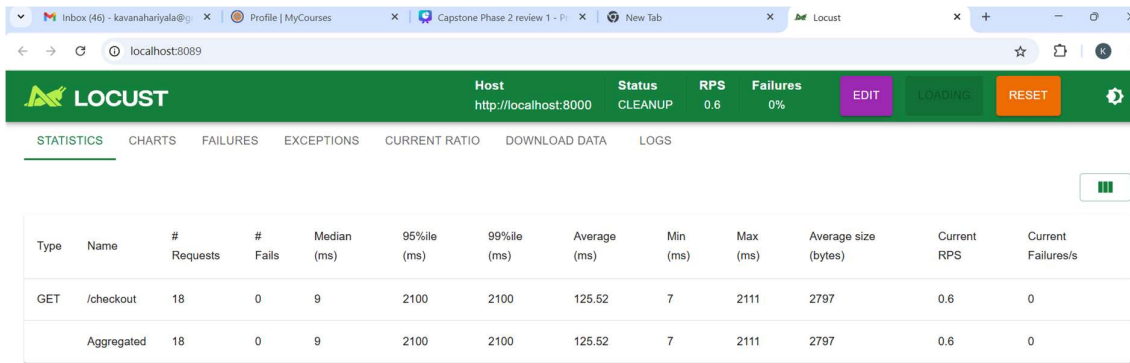 Inbox (46) - kavanahariyala@g
Profile | MyCourses
Capstone Phase 2 review 1 - P
New Tab
Locust
localhost:8089
K
LOCUST
Host
http://localhost:8000
Status
CLEANUP
RPS
0.6
Failures
0%
EDIT
LOADING
RESET
STATISTICS CHARTS FAILURES EXCEPTIONS CURRENT RATIO DOWNLOAD DATA LOGS
Type Name # Requests # Fails Median (ms) 95%ile (ms) 99%ile (ms) Average (ms) Min (ms) Max (ms) Average size (bytes) Current RPS Current Failures/s
GET /checkout 18 0 9 2100 2100 125.52 7 2111 2797 0.6 0
Aggregated 18 0 9 2100 2100 125.52 7 2111 2797 0.6 0